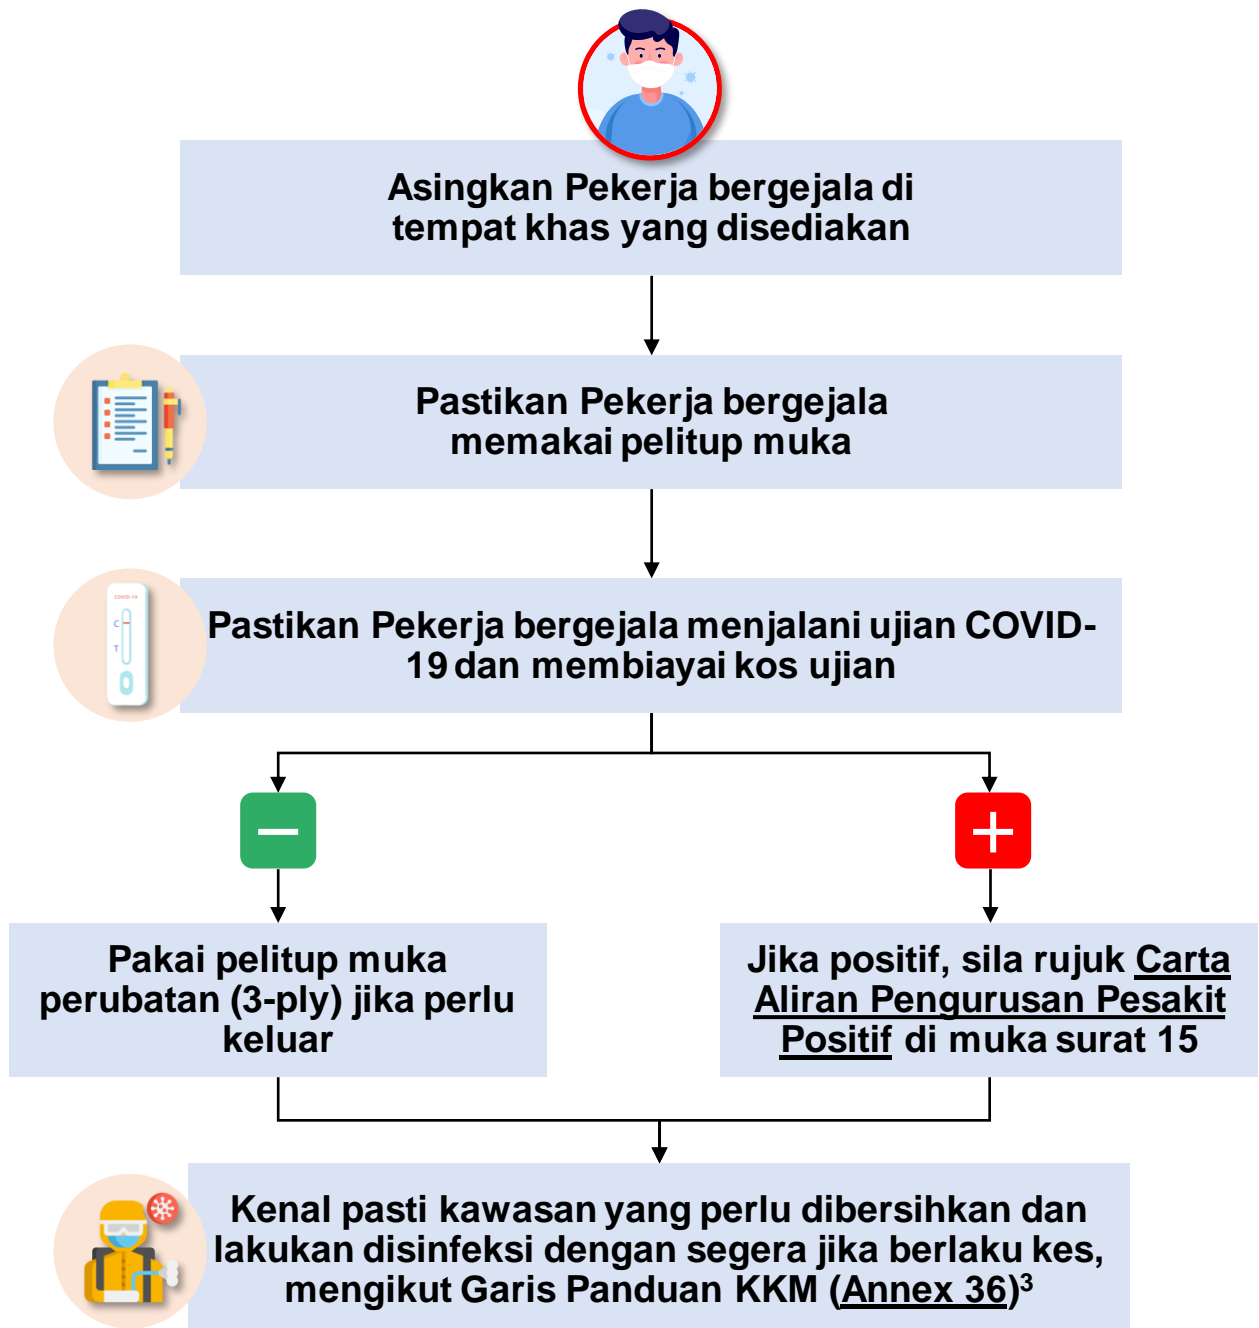 Asingkan Pekerja bergejala di
tempat khas yang disediakan
Pastikan Pekerja bergejala
memakai pelitup muka
COVID-19
C
T
Pastikan Pekerja bergejala menjalani ujian COVID-
19 dan membiayai kos ujian
Pakai pelitup muka
perubatan (3-ply) jika perlu
keluar
Jika positif, sila rujuk Carta
Aliran Pengurusan Pesakit
Positif di muka surat 15
Kenal pasti kawasan yang perlu dibersihkan dan
lakukan disinfeksi dengan segera jika berlaku kes,
mengikut Garis Panduan KKM (Annex 36)³